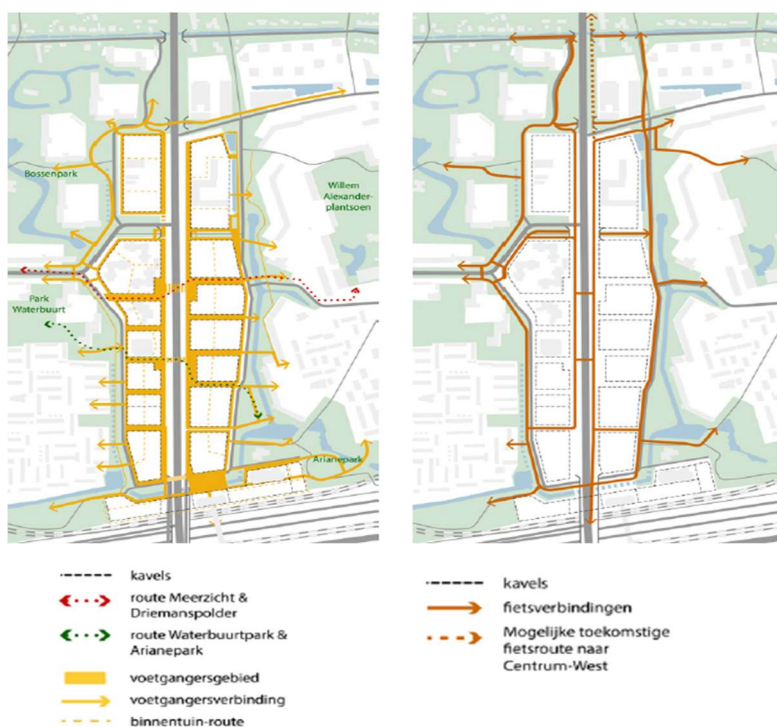 Bossenpark
Willem
Alexander-
plantsoen
Park
Waterbuurt
Arianepark
kavels
route Meerzicht &
Driemanspolder
route Waterbuurtpark &
Arianepark
voetgangersgebied
voetgangersverbinding
binnentuin-route
kavels
fietsverbindingen
Mogelijke toekomstige
fietsroute naar
Centrum-West